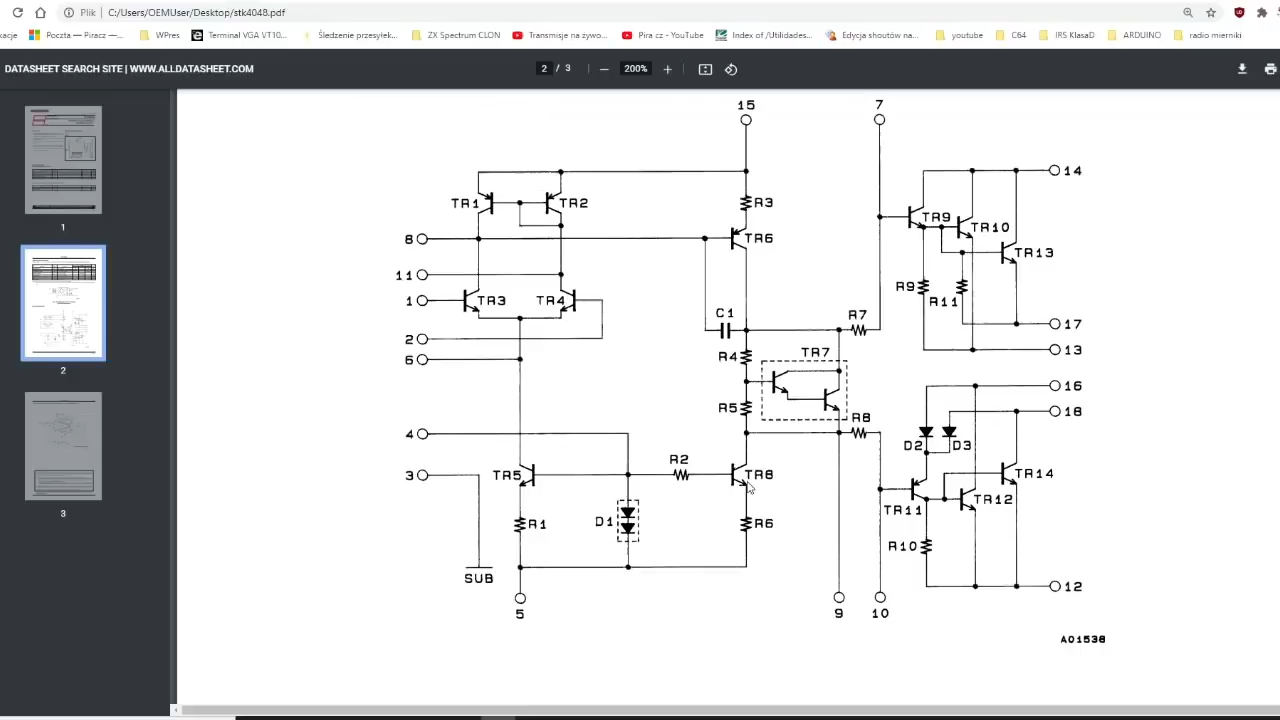 Plik | C:/Users/OEMUser/Desktop/stk4048.pdf
kacje Poczta — Piracz —... WPres Terminal VGA VT10... Śledzenie przesyłek... ZX Spectrum CLON Transmisje na żywo... Pira cz - YouTube Index of /Utilidades... Edycja shoutów na... youtube C64 IRS KlasaD ARDUINO radio mierniki
DATASHEET SEARCH SITE | WWW.ALLDATASHEET.COM 2 / 3 — 200% +
1
2
3
15 7
14
TR1 TR2 R3
TR9 TR10
8 TR6
TR13
11
R9 R11
1 TR3 TR4
C1 R7
17
2
13
6 R4 TR7
16
R5
18
R8
4
D2 D3
R2
3 TR5 TR8
TR14
TR11 TR12
D1
R1 R6
R10
SUB
12
5 9 10
A01538